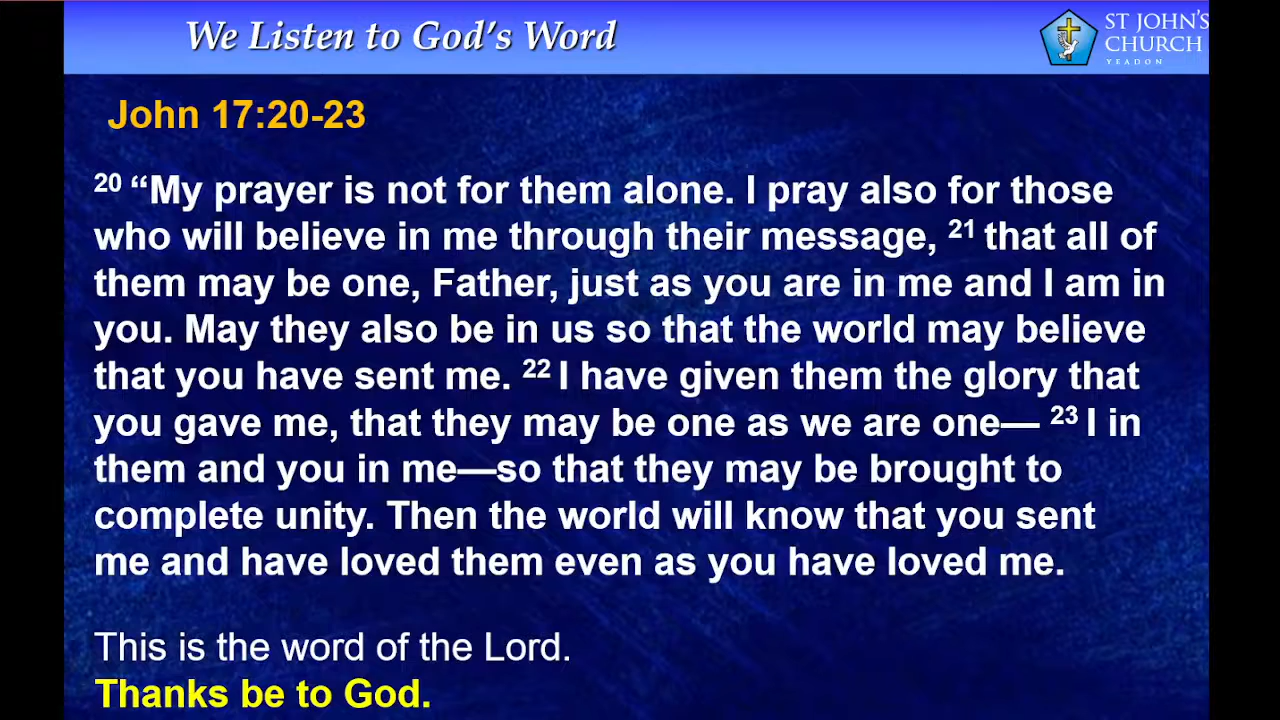 We Listen to God's Word
ST JOHN'S
CHURCH
YEADON
John 17:20-23
20 “My prayer is not for them alone. I pray also for those
who will believe in me through their message, 21 that all of
them may be one, Father, just as you are in me and I am in
you. May they also be in us so that the world may believe
that you have sent me. 22 I have given them the glory that
you gave me, that they may be one as we are one— 23 I in
them and you in me—so that they may be brought to
complete unity. Then the world will know that you sent
me and have loved them even as you have loved me.
This is the word of the Lord.
Thanks be to God.